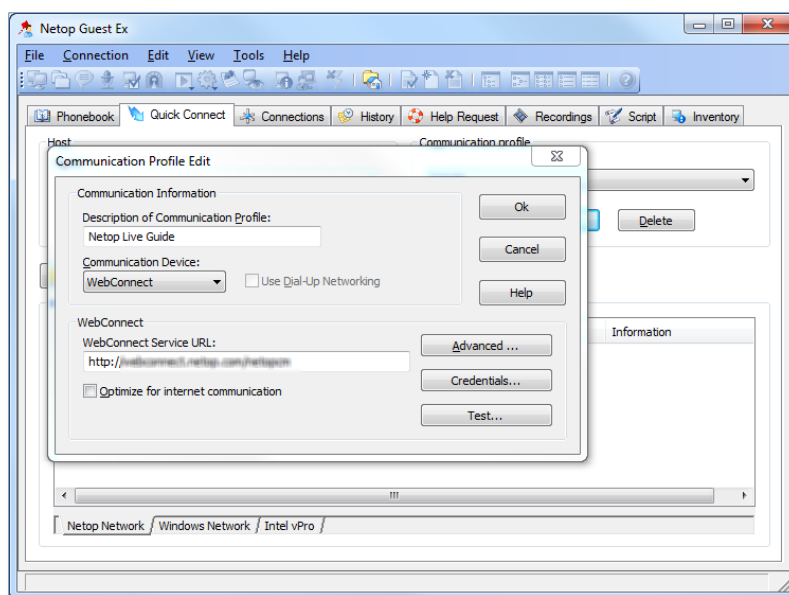 Netop Guest Ex
File Connection Edit View Tools Help
Phonebook Quick Connect Connections History Help Request Recordings Script Inventory
Host
Communication profile
Communication Profile Edit
Communication Information
Description of Communication Profile:
Netop Live Guide
Communication Device:
WebConnect
Use Dial-Up Networking
Ok
Cancel
Help
Delete
WebConnect
WebConnect Service URL:
http://
Optimize for internet communication
Advanced ...
Credentials...
Test...
Information
Netop Network Windows Network Intel vPro